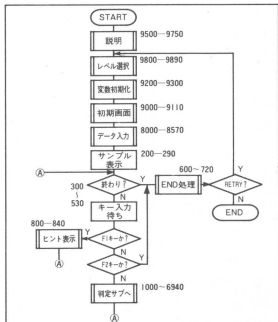 START
説明
9500—9750
レベル選択
9800—9890
変数初期化
9200—9300
初期画面
9000—9110
データ入力
8000—8570
サンプル
表示
200—290
Ⓐ
300
〜
530
終わり?
Y
N
600〜720
END処理
RETRY?
Y
N
END
キー入力
待ち
800—840
ヒント表示
Y
F1キーか?
N
Ⓐ
F2キーか?
Y
N
判定サブへ
1000—6940
Ⓐ